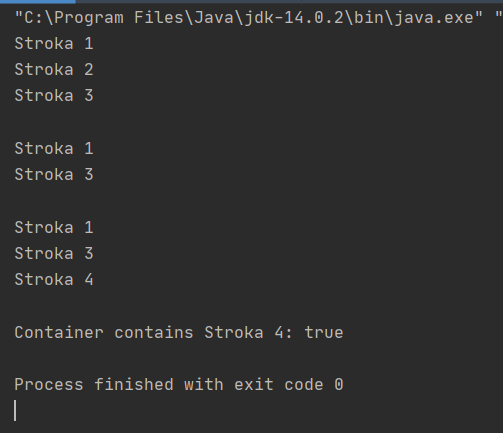 "C:\Program Files\Java\jdk-14.0.2\bin\java.exe" "
Stroka 1
Stroka 2
Stroka 3
Stroka 1
Stroka 3
Stroka 1
Stroka 3
Stroka 4
Container contains Stroka 4: true
Process finished with exit code 0